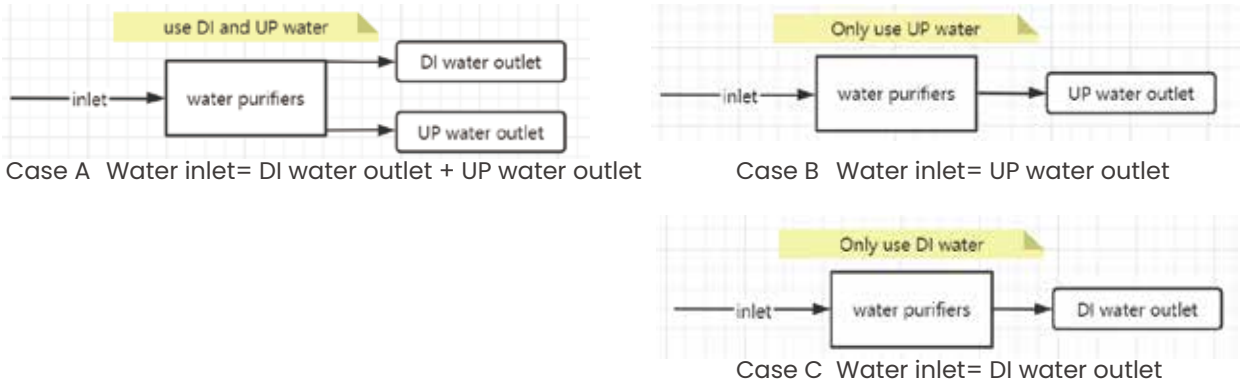 use DI and UP water
inlet
water purifiers
DI water outlet
UP water outlet
Case A Water inlet= DI water outlet + UP water outlet
Only use UP water
inlet
water purifiers
UP water outlet
Case B Water inlet= UP water outlet
Only use DI water
inlet
water purifiers
DI water outlet
Case C Water inlet= DI water outlet